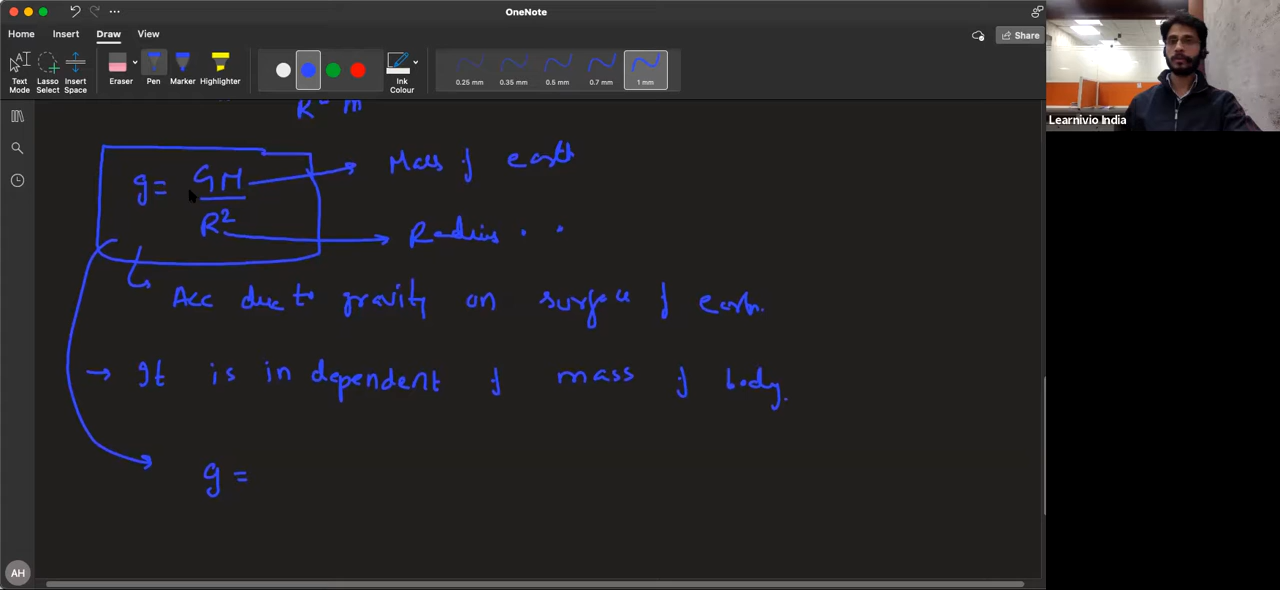 OneNote
Home Insert Draw View
Share
Text Mode
Lasso Select
Insert Space
Eraser
Pen
Marker
Highlighter
Ink Colour
0.25 mm
0.35 mm
0.5 mm
0.7 mm
1 mm
Learnivio India
R² m
g = GM
R²
Mass of earth
Radius . .
Acc due to gravity on surface of earth.
→ It is independent of mass of body.
g =
AH